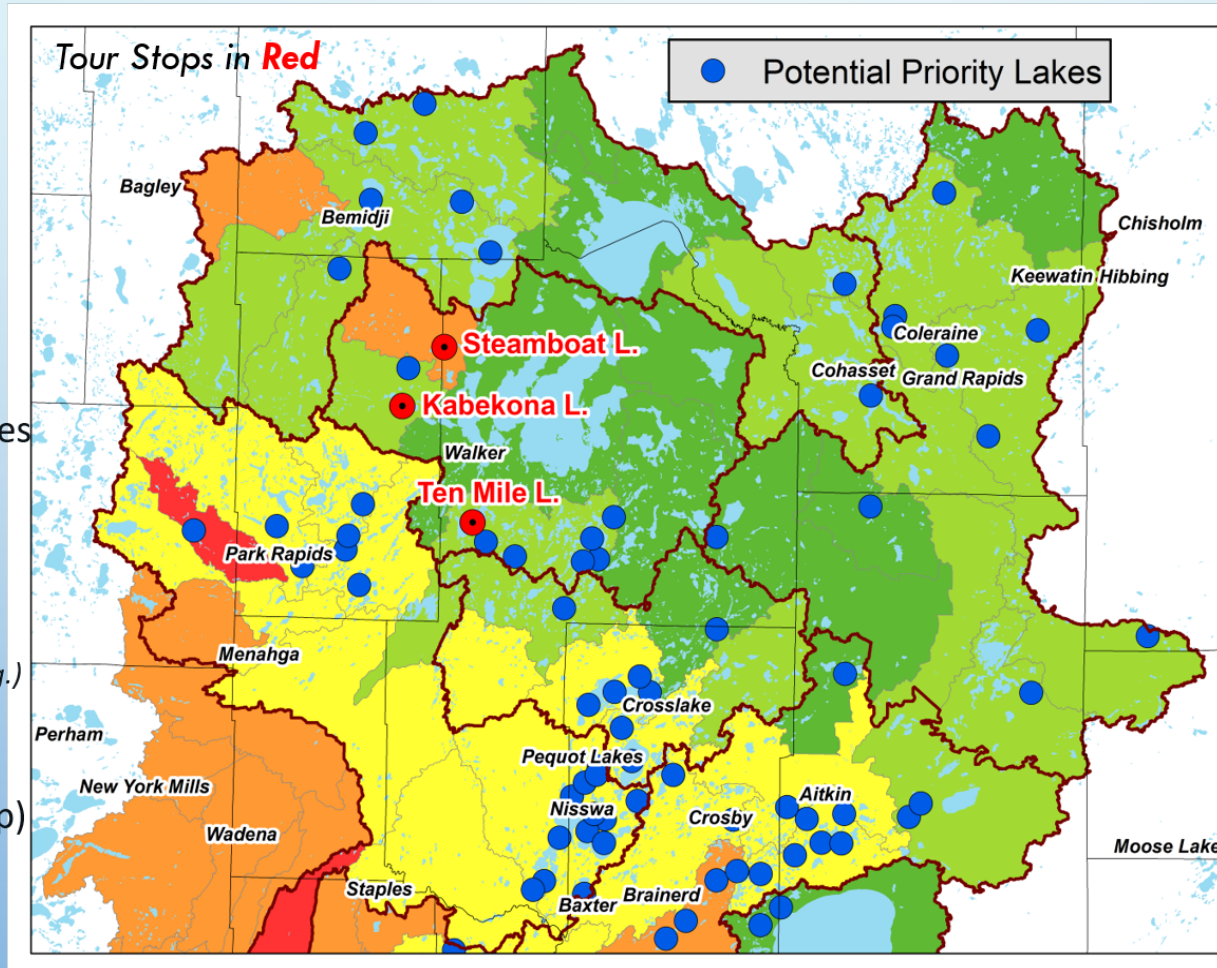 Tour Stops in Red
Potential Priority Lakes
Bagley
Bemidji
Chisholm
Keewatin Hibbing
Steamboat L.
Coleraine
Cohasset
Grand Rapids
Kabekona L.
es
Walker
Ten Mile L.
Park Rapids
Menahga
g.)
Crosslake
Perham
Pequot Lakes
New York Mills
Nisswa
Aitkin
Crosby
p)
Wadena
Moose Lake
Staples
Brainerd
Baxter